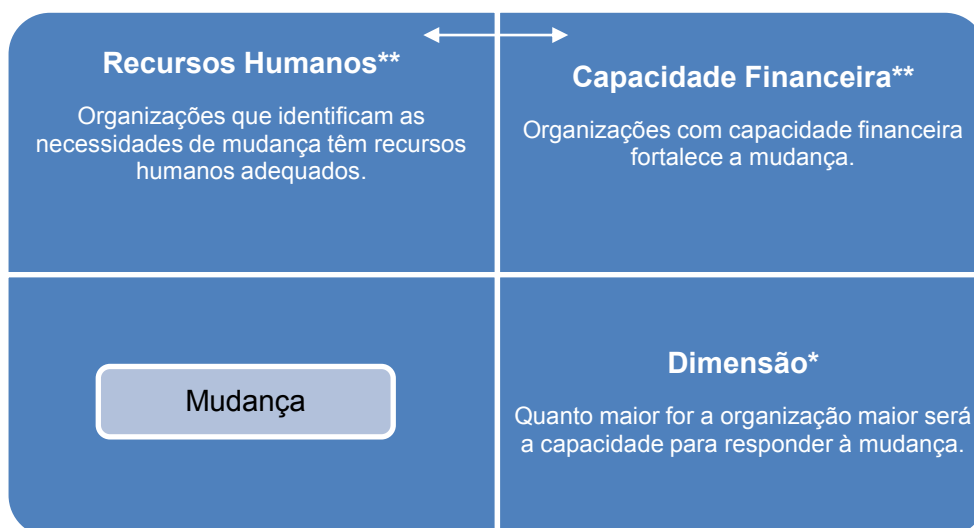 Recursos Humanos**
Organizações que identificam as
necessidades de mudança têm recursos
humanos adequados.
Capacidade Financeira**
Organizações com capacidade financeira
fortalece a mudança.
Mudança
Dimensão*
Quanto maior for a organização maior será
a capacidade para responder à mudança.